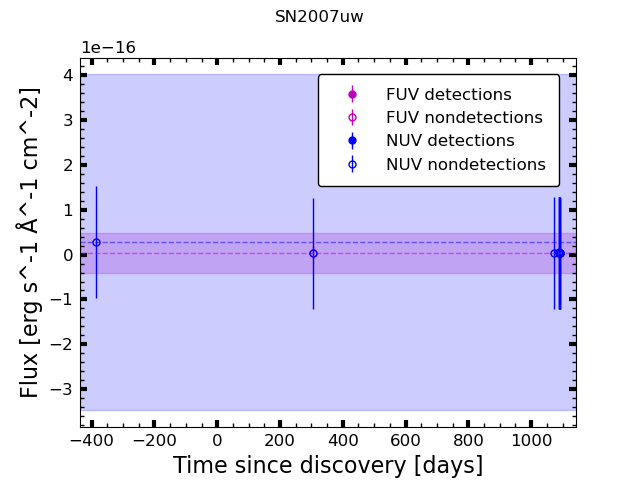 SN2007uw
1e−16
4
3
2
1
0
−1
−2
−3
Flux [erg s^-1 Å^-1 cm^-2]
FUV detections
FUV nondetections
NUV detections
NUV nondetections
−400 −200 0 200 400 600 800 1000
Time since discovery [days]